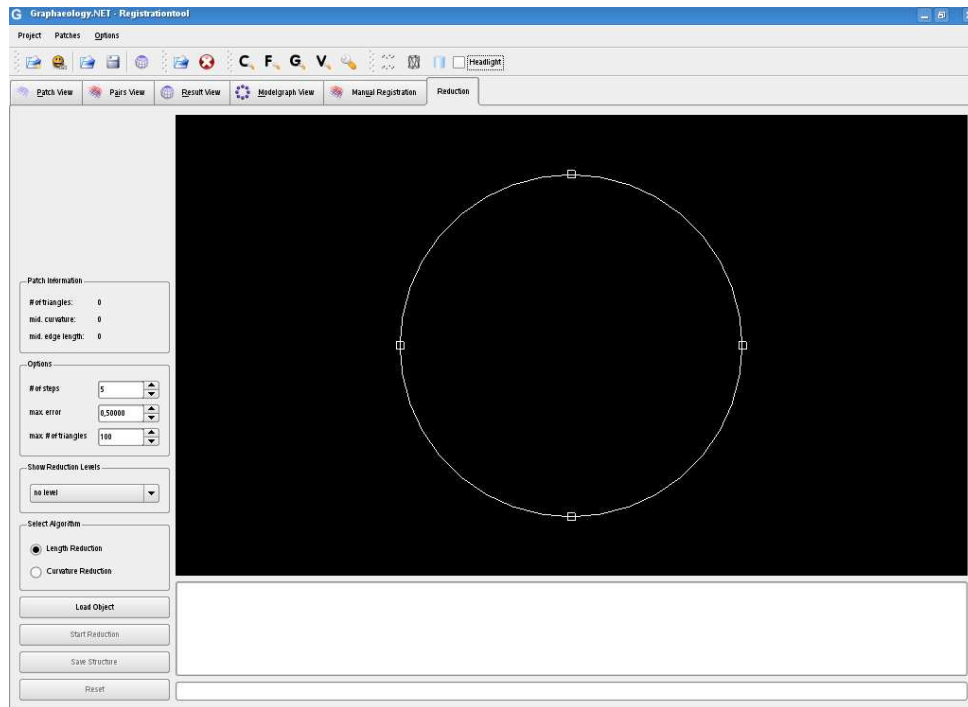 G Graphaeology.NET - Registrationtool
Project Patches Options
C F G V Headlight
Patch View Pairs View Result View Modelgraph View Manual Registration Reduction
Patch Information
# of triangles: 0
mid. curvature: 0
mid. edge length: 0
Options
# of steps 5
max. error 0,50000
max. # of triangles 100
Show Reduction Levels
no level
Select Algorithm
Length Reduction
Curvature Reduction
Load Object
Start Reduction
Save Structure
Reset